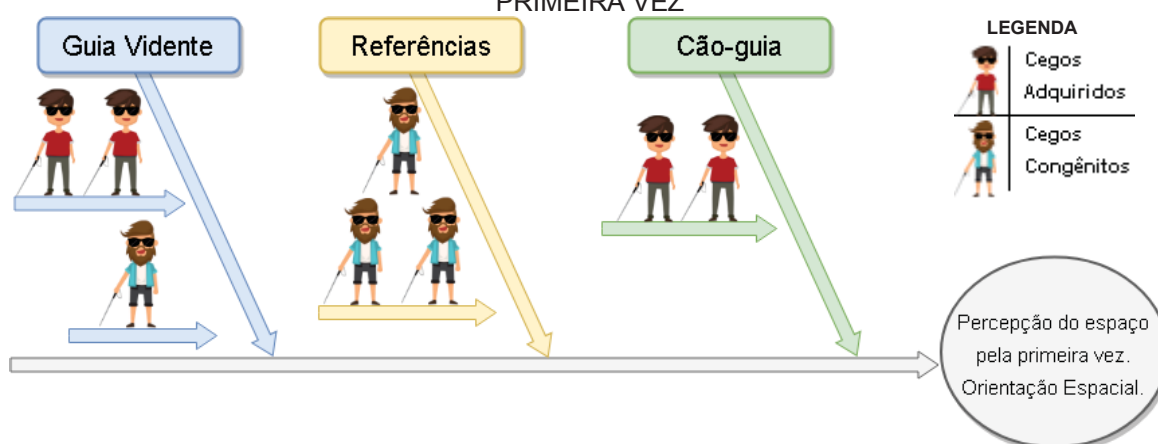 PRIMEIRA VEZ
Guia Vidente
Referências
Cão-guia
LEGENDA
Cegos
Adquiridos
Cegos
Congênitos
Percepção do espaço
pela primeira vez.
Orientação Espacial.